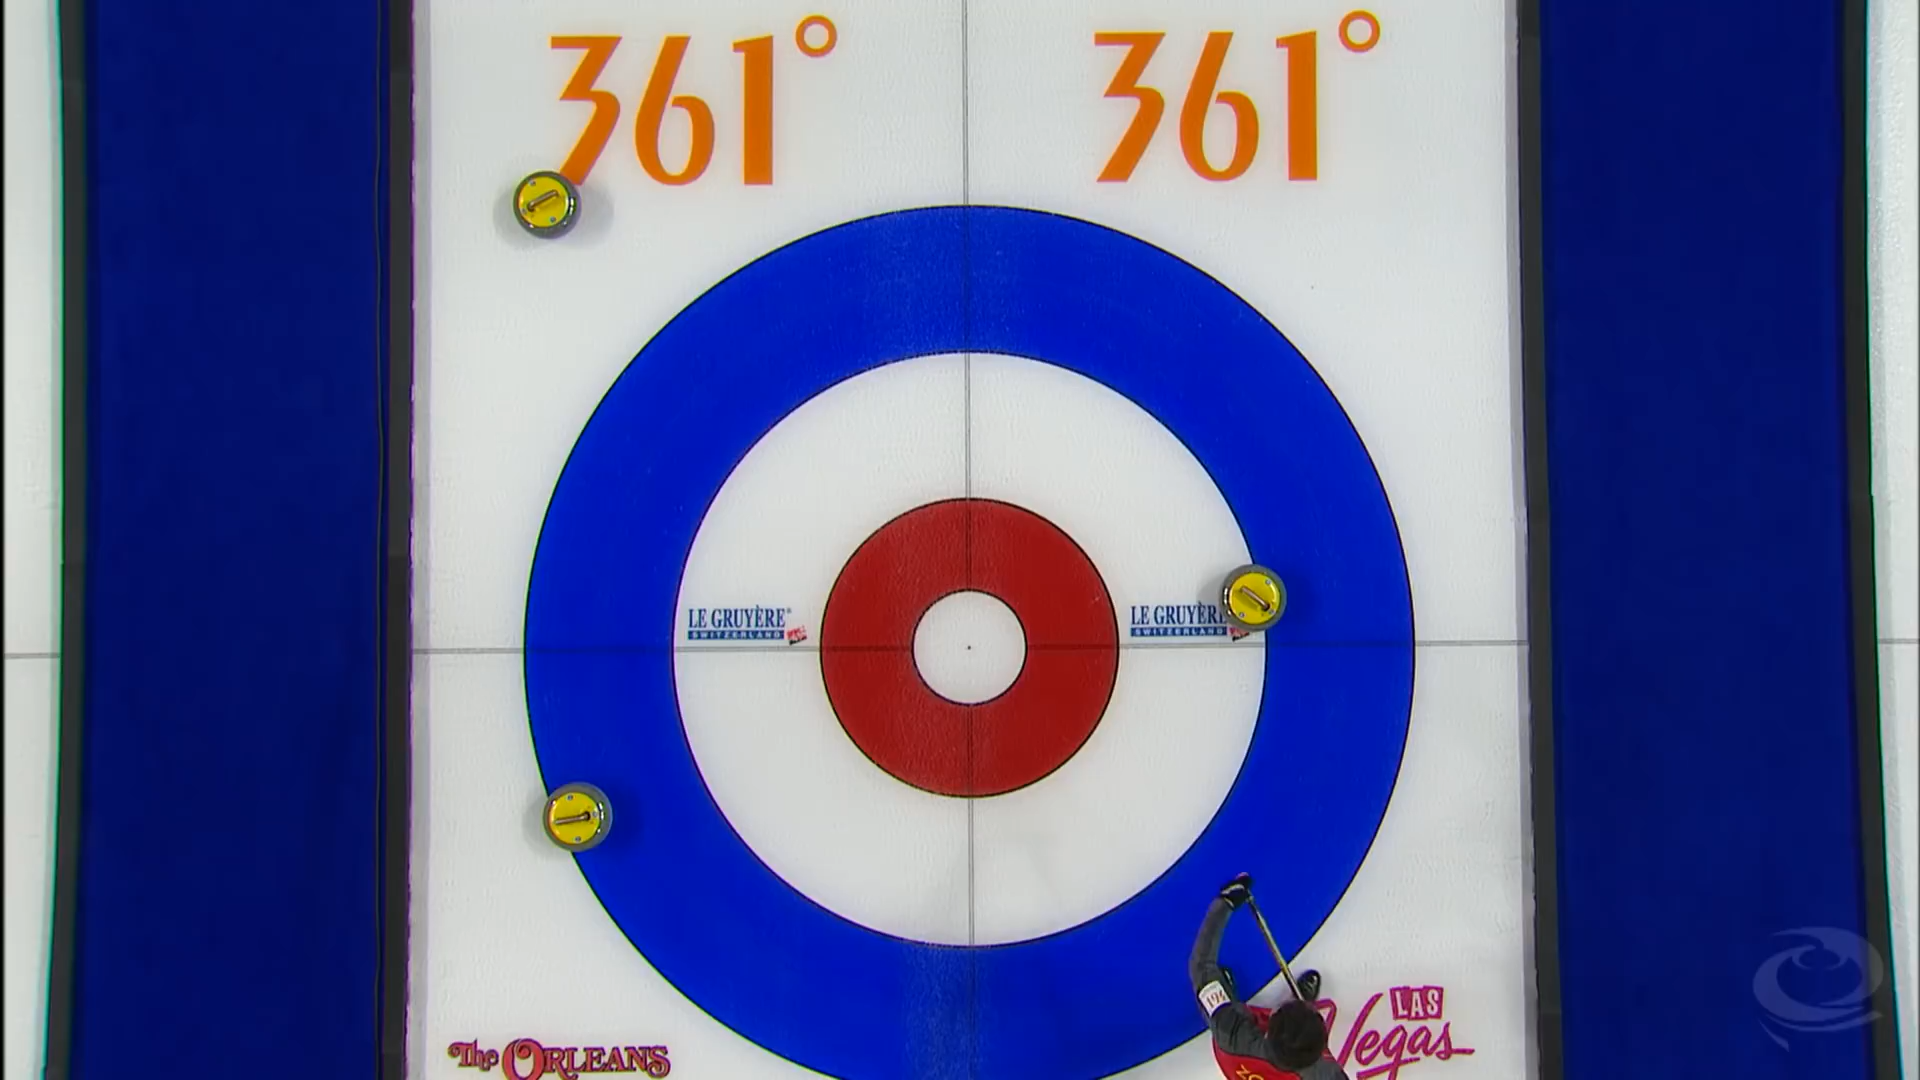 361° 361°
LE GRUYÈRE® LE GRUYÈRE
SWITZERLAND SWITZERLAND
The ORLEANS
LAS
Vegas